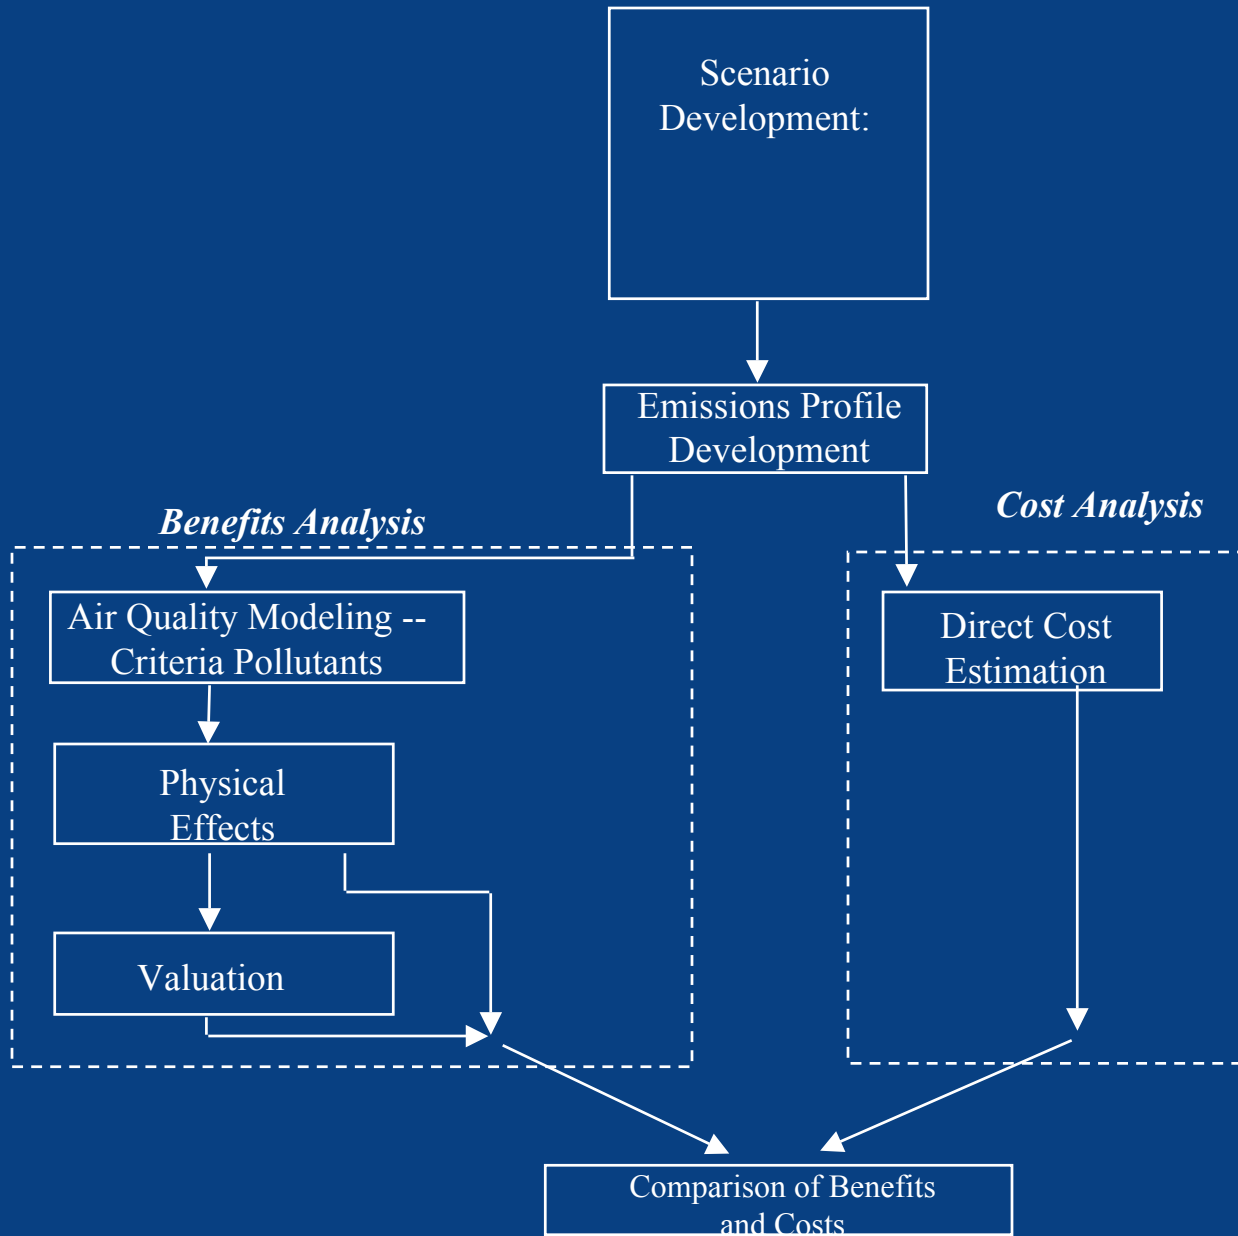 Scenario
Development:
Emissions Profile
Development
Benefits Analysis
Cost Analysis
Air Quality Modeling --
Criteria Pollutants
Direct Cost
Estimation
Physical
Effects
Valuation
Comparison of Benefits
and Costs